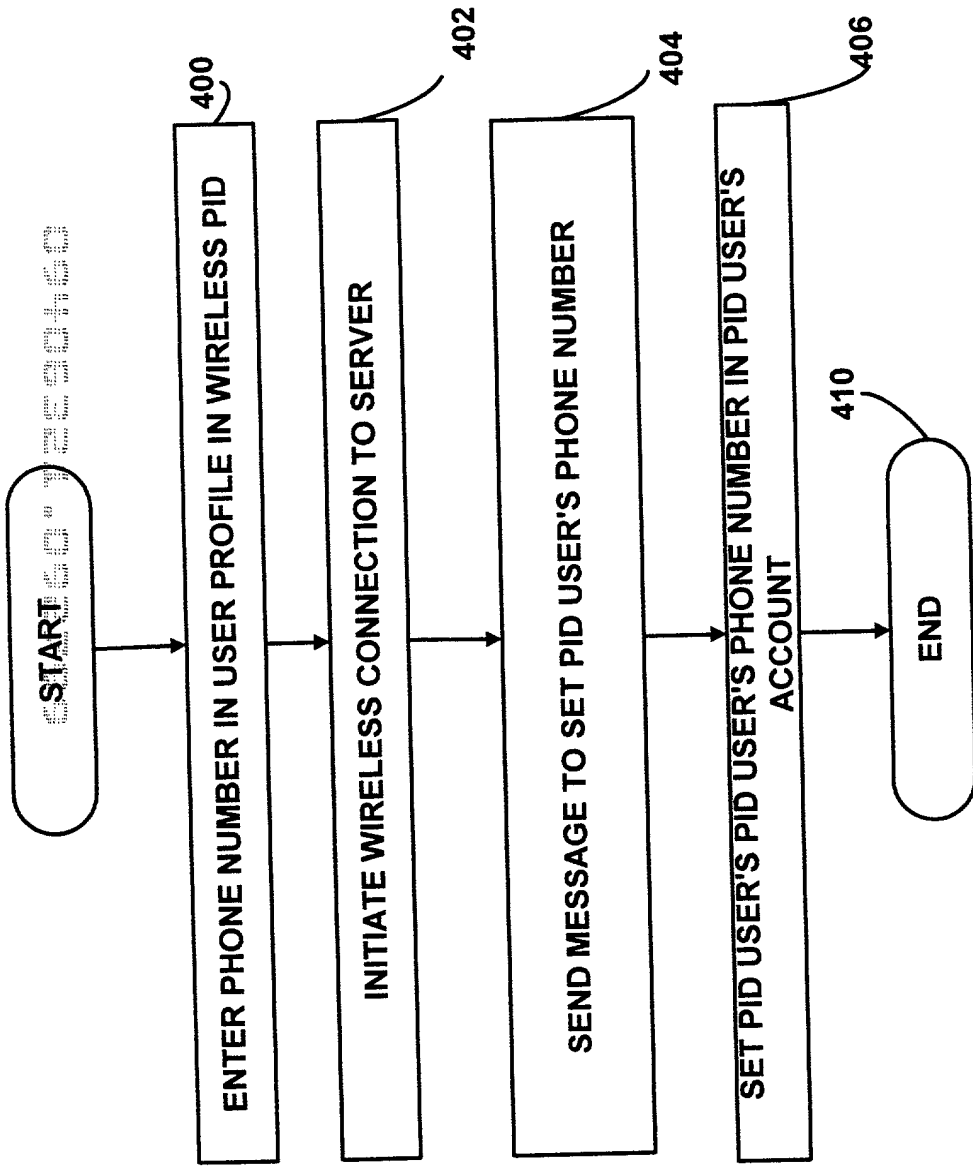 START
400
ENTER PHONE NUMBER IN USER PROFILE IN WIRELESS PID
402
INITIATE WIRELESS CONNECTION TO SERVER
404
SEND MESSAGE TO SET PID USER'S PHONE NUMBER
406
SET PID USER'S PID USER'S PHONE NUMBER IN PID USER'S
ACCOUNT
410
END